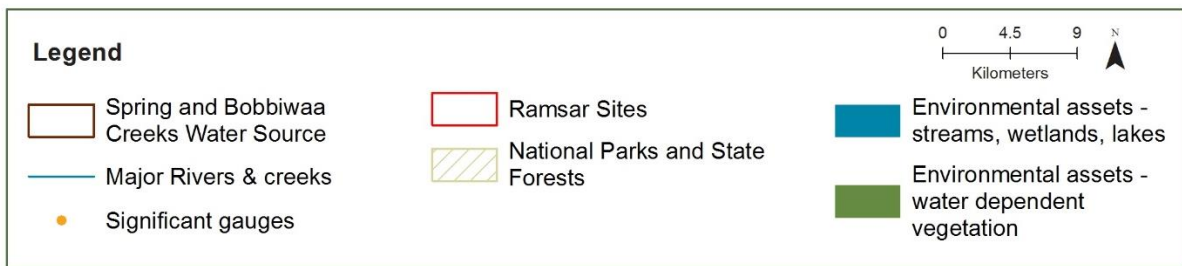 Legend
0 4.5 9 N
Kilometers
Spring and Bobbiwaa
Creeks Water Source
Major Rivers & creeks
Significant gauges
Ramsar Sites
National Parks and State
Forests
Environmental assets -
streams, wetlands, lakes
Environmental assets -
water dependent
vegetation